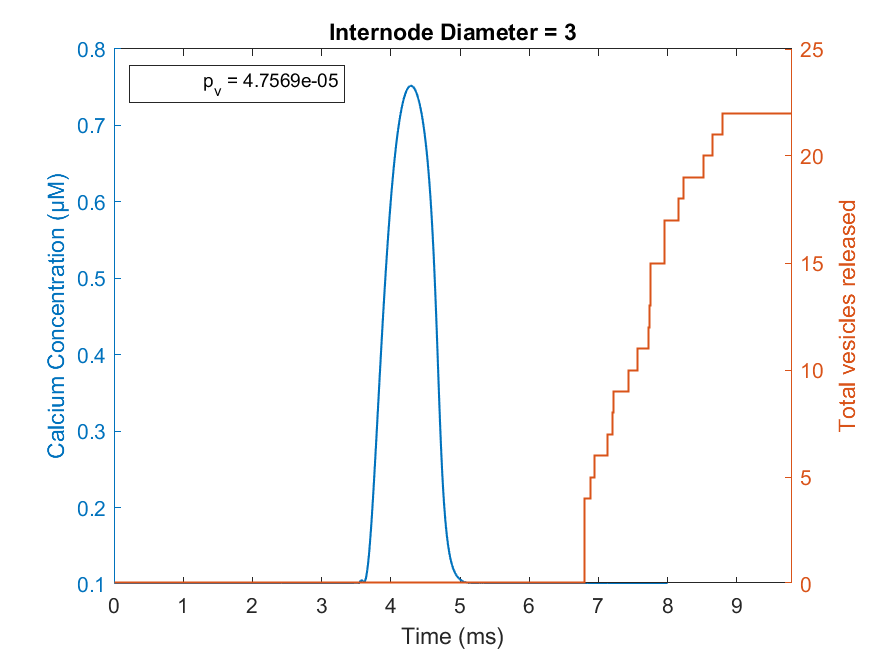 Internode Diameter = 3
p_v = 4.7569e-05
0.8
0.7
0.6
0.5
0.4
0.3
0.2
0.1
Calcium Concentration (µM)
25
20
15
10
5
0
Total vesicles released
0 1 2 3 4 5 6 7 8 9
Time (ms)